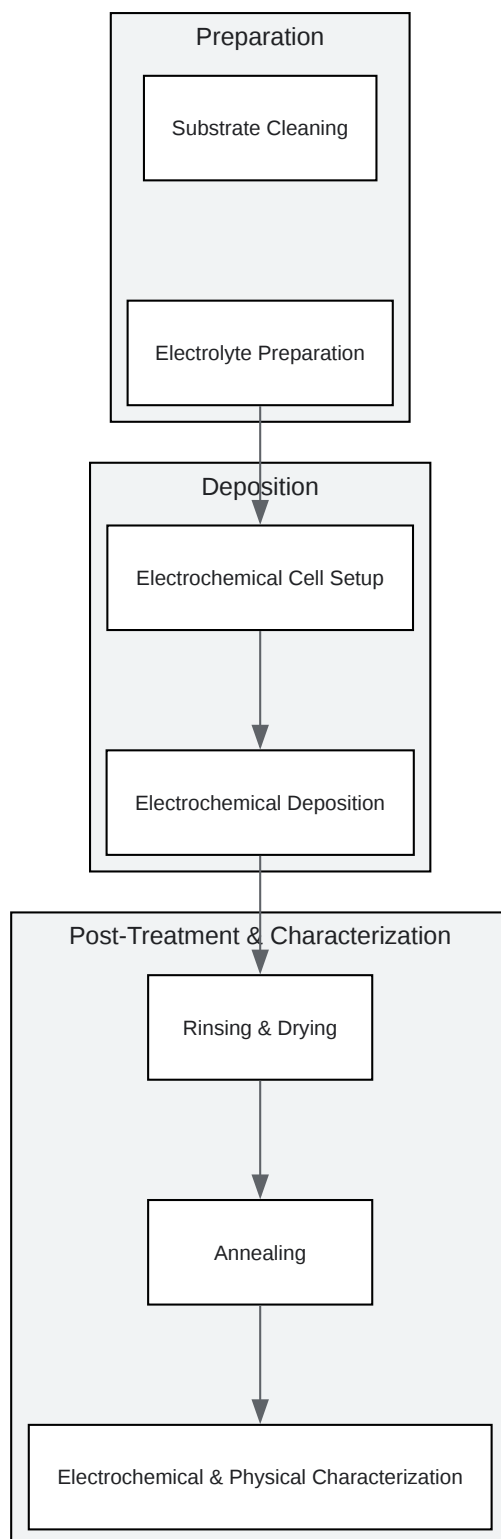 Preparation
Substrate Cleaning
Electrolyte Preparation
Deposition
Electrochemical Cell Setup
Electrochemical Deposition
Post-Treatment & Characterization
Rinsing & Drying
Annealing
Electrochemical & Physical Characterization